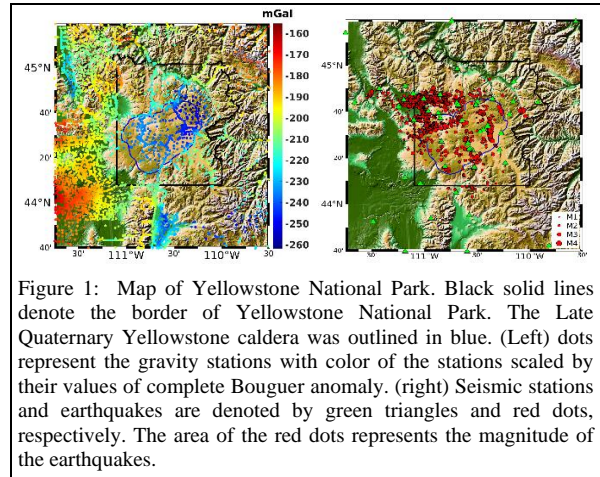 mGal
-160
-170
-180
-190
-200
-210
-220
-230
-240
-250
-260
45°N
40'
20'
44°N
40'
30'
111°W
30'
45°N
40'
20'
44°N
40'
30'
111°W
30'
M1
M2
M3
M4
Figure 1: Map of Yellowstone National Park. Black solid lines
denote the border of Yellowstone National Park. The Late
Quaternary Yellowstone caldera was outlined in blue. (Left) dots
represent the gravity stations with color of the stations scaled by
their values of complete Bouguer anomaly. (right) Seismic stations
and earthquakes are denoted by green triangles and red dots,
respectively. The area of the red dots represents the magnitude of
the earthquakes.